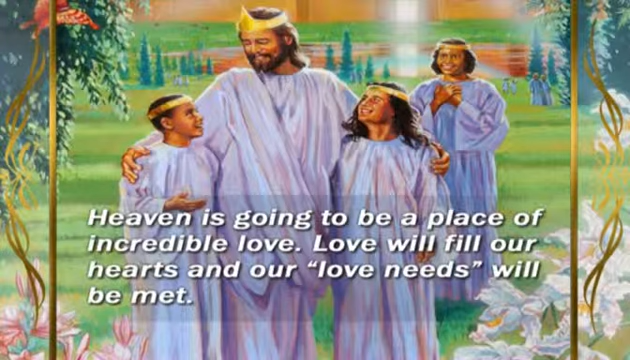 Heaven is going to be a place of
incredible love. Love will fill our
hearts and our “love needs” will
be met.